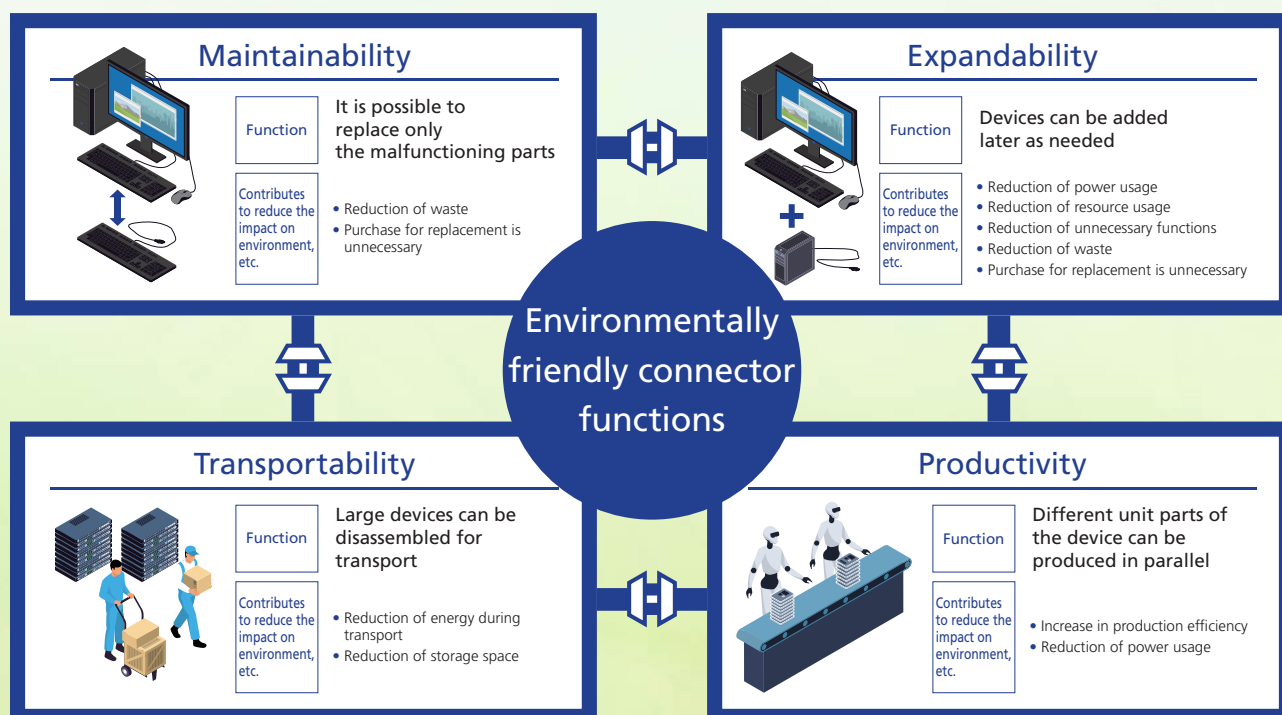 Maintainability
Function
It is possible to
replace only
the malfunctioning parts
Contributes
to reduce the
impact on
environment,
etc.
• Reduction of waste
• Purchase for replacement is
unnecessary
Expandability
Function
Devices can be added
later as needed
Contributes
to reduce the
impact on
environment,
etc.
• Reduction of power usage
• Reduction of resource usage
• Reduction of unnecessary functions
• Reduction of waste
• Purchase for replacement is unnecessary
Environmentally
friendly connector
functions
Transportability
Function
Large devices can be
disassembled for
transport
Contributes
to reduce the
impact on
environment,
etc.
• Reduction of energy during
transport
• Reduction of storage space
Productivity
Function
Different unit parts of
the device can be
produced in parallel
Contributes
to reduce the
impact on
environment,
etc.
• Increase in production efficiency
• Reduction of power usage